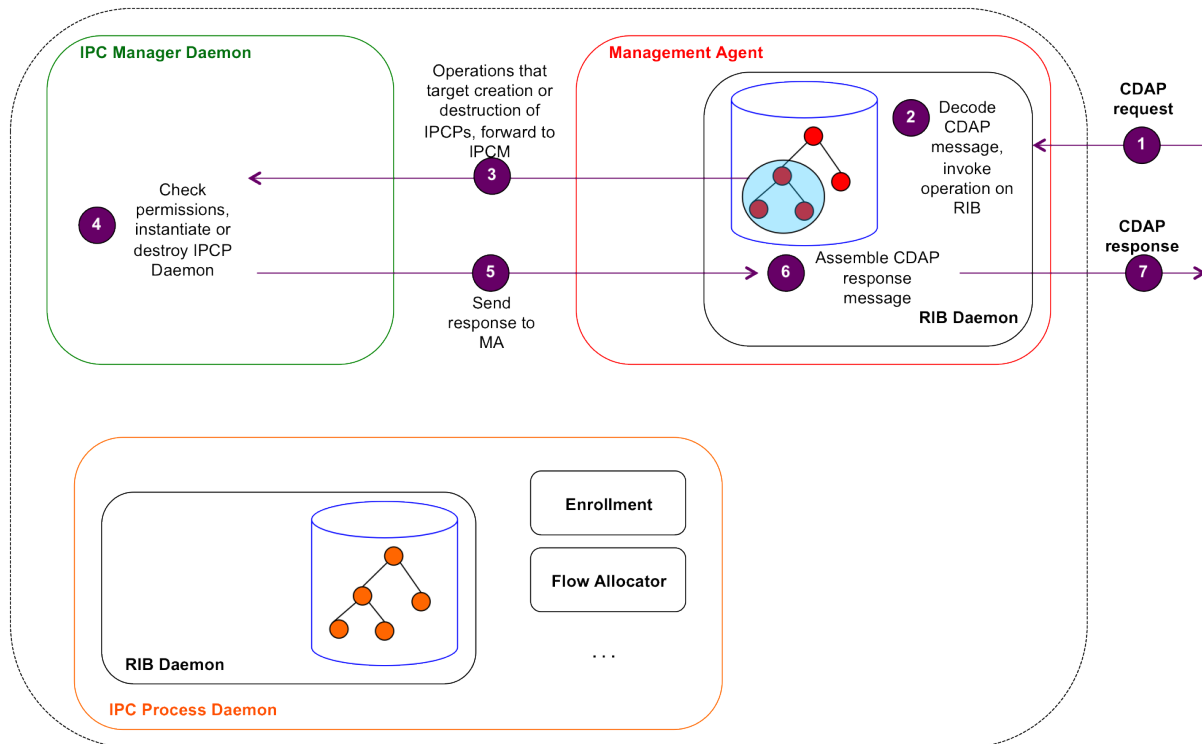 IPC Manager Daemon
Management Agent
Operations that
target creation or
destruction of
IPCPs, forward to
IPCM
3
2
Decode
CDAP
message,
invoke
operation on
RIB
CDAP
request
1
4
Check
permissions,
instantiate or
destroy IPCP
Daemon
5
Send
response to
MA
6
Assemble CDAP
response
message
RIB Daemon
CDAP
response
7
Enrollment
Flow Allocator
...
RIB Daemon
IPC Process Daemon